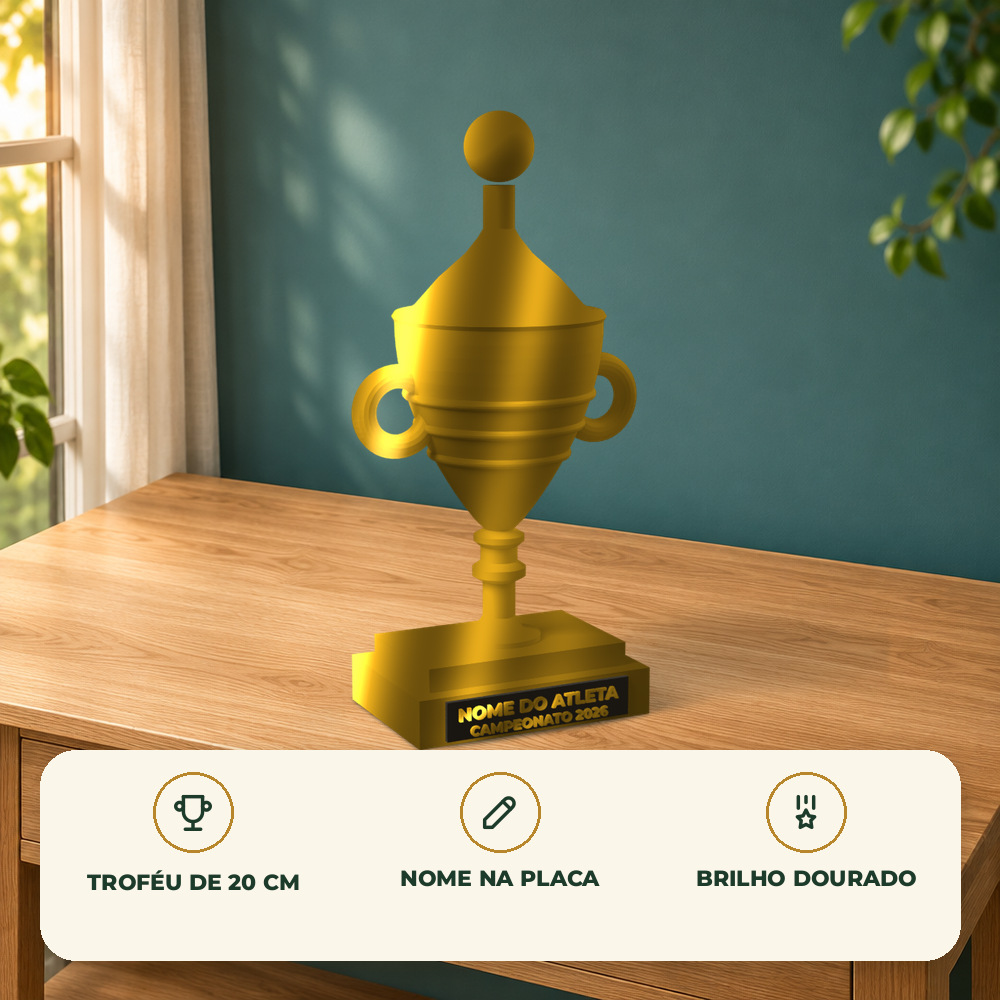 NOME DO ATLETA
CAMPEONATO 2026
TROFÉU DE 20 CM
NOME NA PLACA
BRILHO DOURADO